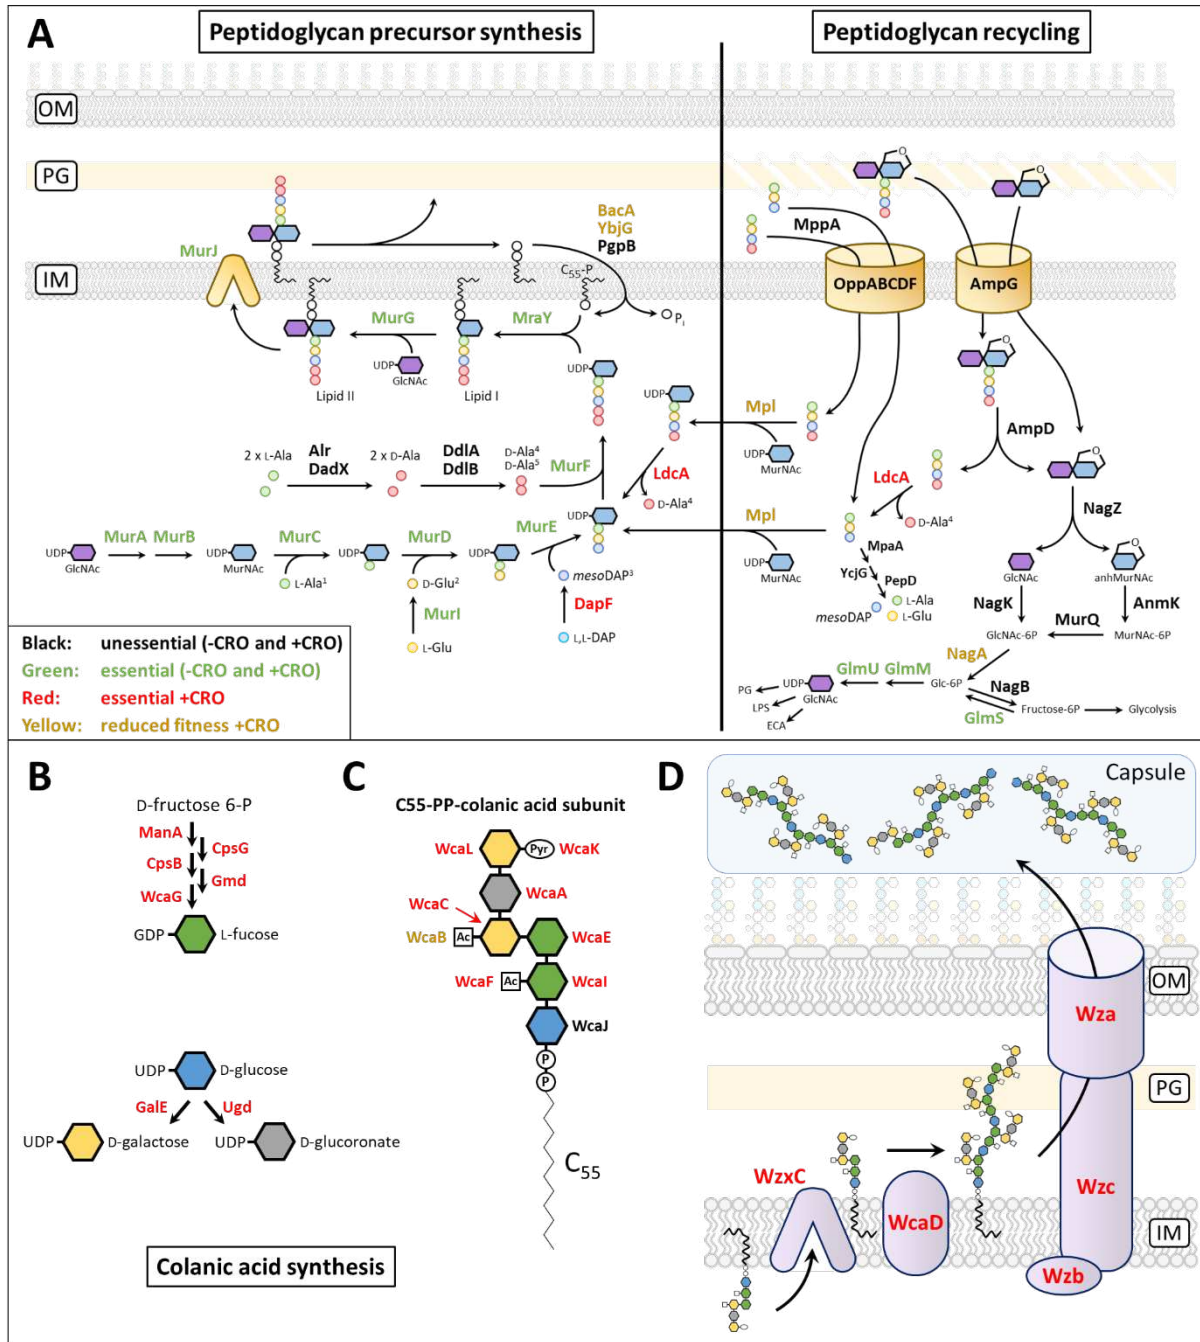 A
Peptidoglycan precursor synthesis
Peptidoglycan recycling
OM
PG
IM
MurJ
BacA
YbjG
PgpB
C₅₅-P
Pᵢ
MurG
MraY
UDP
GlcNAc
Lipid II
Lipid I
UDP
UDP
2 x L-Ala
Alr
DadX
2 x D-Ala
DdlA
DdlB
D-Ala⁴
D-Ala⁵
MurF
LdcA
D-Ala⁴
UDP
GlcNAc
MurA
MurB
UDP
MurNAc
MurC
L-Ala¹
UDP
MurD
D-Glu²
MurI
L-Glu
UDP
MurE
UDP
mesoDAP³
DapF
L,L-DAP
MppA
OppABCDF
AmpG
Mpl
UDP
MurNAc
AmpD
LdcA
D-Ala⁴
Mpl
UDP
MurNAc
MpaA
YcjG
PepD
mesoDAP
L-Ala
L-Glu
NagZ
GlcNAc
anhMurNAc
NagK
AnmK
MurQ
GlcNAc-6P
MurNAc-6P
NagA
GlmU
GlmM
UDP
GlcNAc
Glc-6P
NagB
GlmS
Fructose-6P
Glycolysis
PG
LPS
ECA
Black: unessential (-CRO and +CRO)
Green: essential (-CRO and +CRO)
Red: essential +CRO
Yellow: reduced fitness +CRO
B
D-fructose 6-P
ManA
CpsG
CpsB
Gmd
WcaG
GDP
L-fucose
UDP
D-glucose
GalE
Ugd
UDP
D-galactose
UDP
D-glucoronate
Colanic acid synthesis
C
C55-PP-colanic acid subunit
WcaL
Pyr
WcaK
WcaA
WcaC
WcaB
Ac
WcaE
WcaF
Ac
WcaI
WcaJ
P
P
C₅₅
D
Capsule
OM
Wza
PG
WzxC
WcaD
Wzc
IM
Wzb